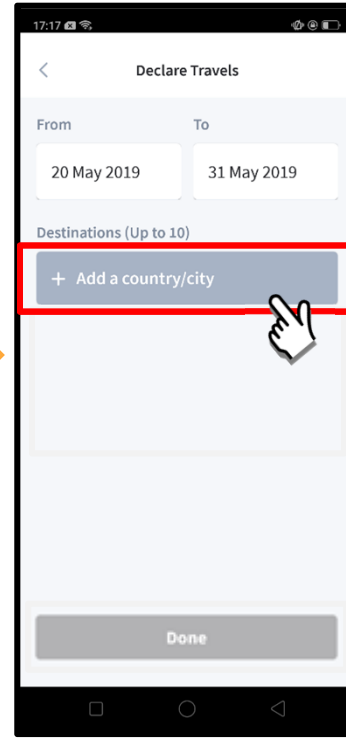 17:17
Declare Travels
From To
20 May 2019 31 May 2019
Destinations (Up to 10)
+ Add a country/city
Done